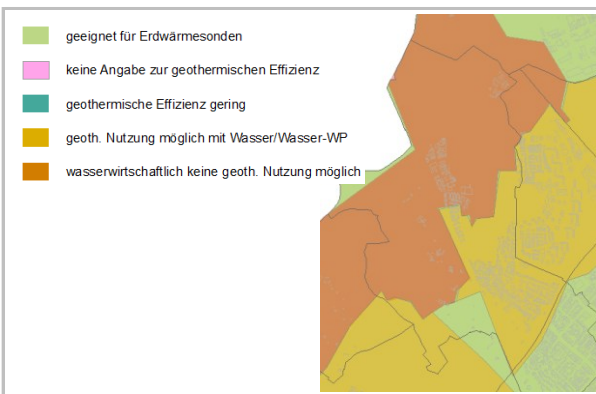 geeignet für Erdwärmesonden
keine Angabe zur geothermischen Effizienz
geothermische Effizienz gering
geoth. Nutzung möglich mit Wasser/Wasser-WP
wasserwirtschaftlich keine geoth. Nutzung möglich